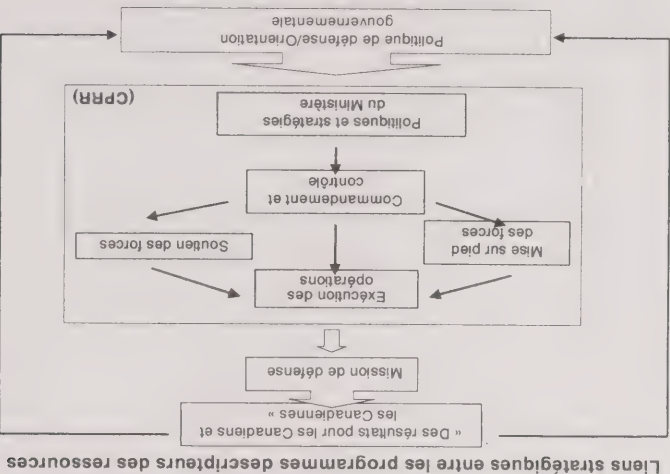 Liens stratégiques entre les programmes descripteurs des ressources
« Des résultats pour les Canadiens et
les Canadiennes »
Mission de défense
Exécution des
opérations
Mise sur pied
des forces
Soutien des forces
Commandement et
contrôle
Politiques et stratégies
du Ministère
(CPRR)
Politique de défense/Orientation
gouvernementale